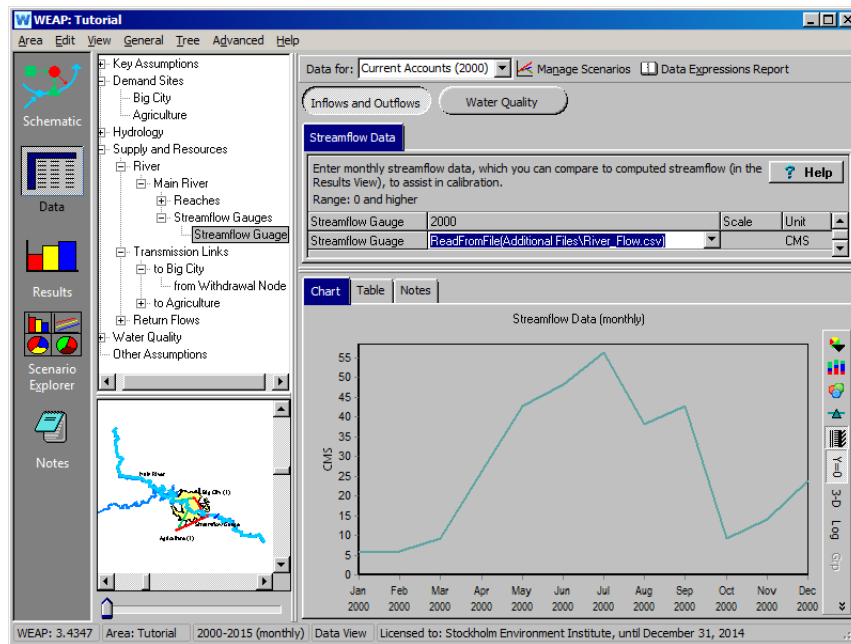 WEAP: Tutorial
Area Edit View General Tree Advanced Help
Schematic
Data
Results
Scenario
Explorer
Notes
Key Assumptions
Demand Sites
Big City
Agriculture
Hydrology
Supply and Resources
River
Main River
Reaches
Streamflow Gauges
Streamflow Guage
Transmission Links
to Big City
from Withdrawal Node
to Agriculture
Return Flows
Water Quality
Other Assumptions
Main River
Big City (1)
Streamflow Guage
Agriculture (1)
Data for: Current Accounts (2000) Manage Scenarios Data Expressions Report
Inflows and Outflows Water Quality
Streamflow Data
Enter monthly streamflow data, which you can compare to computed streamflow (in the
Results View), to assist in calibration.
Range: 0 and higher
? Help
Streamflow Gauge 2000 Scale Unit
Streamflow Guage ReadFromFile(Additional Files\River_Flow.csv) CMS
Chart Table Notes
Streamflow Data (monthly)
CMS
55
50
45
40
35
30
25
20
15
10
5
0
Jan Feb Mar Apr May Jun Jul Aug Sep Oct Nov Dec
2000 2000 2000 2000 2000 2000 2000 2000 2000 2000 2000 2000
Y=0
3-D
Log
Grp
WEAP: 3.4347 Area: Tutorial 2000-2015 (monthly) Data View Licensed to: Stockholm Environment Institute, until December 31, 2014